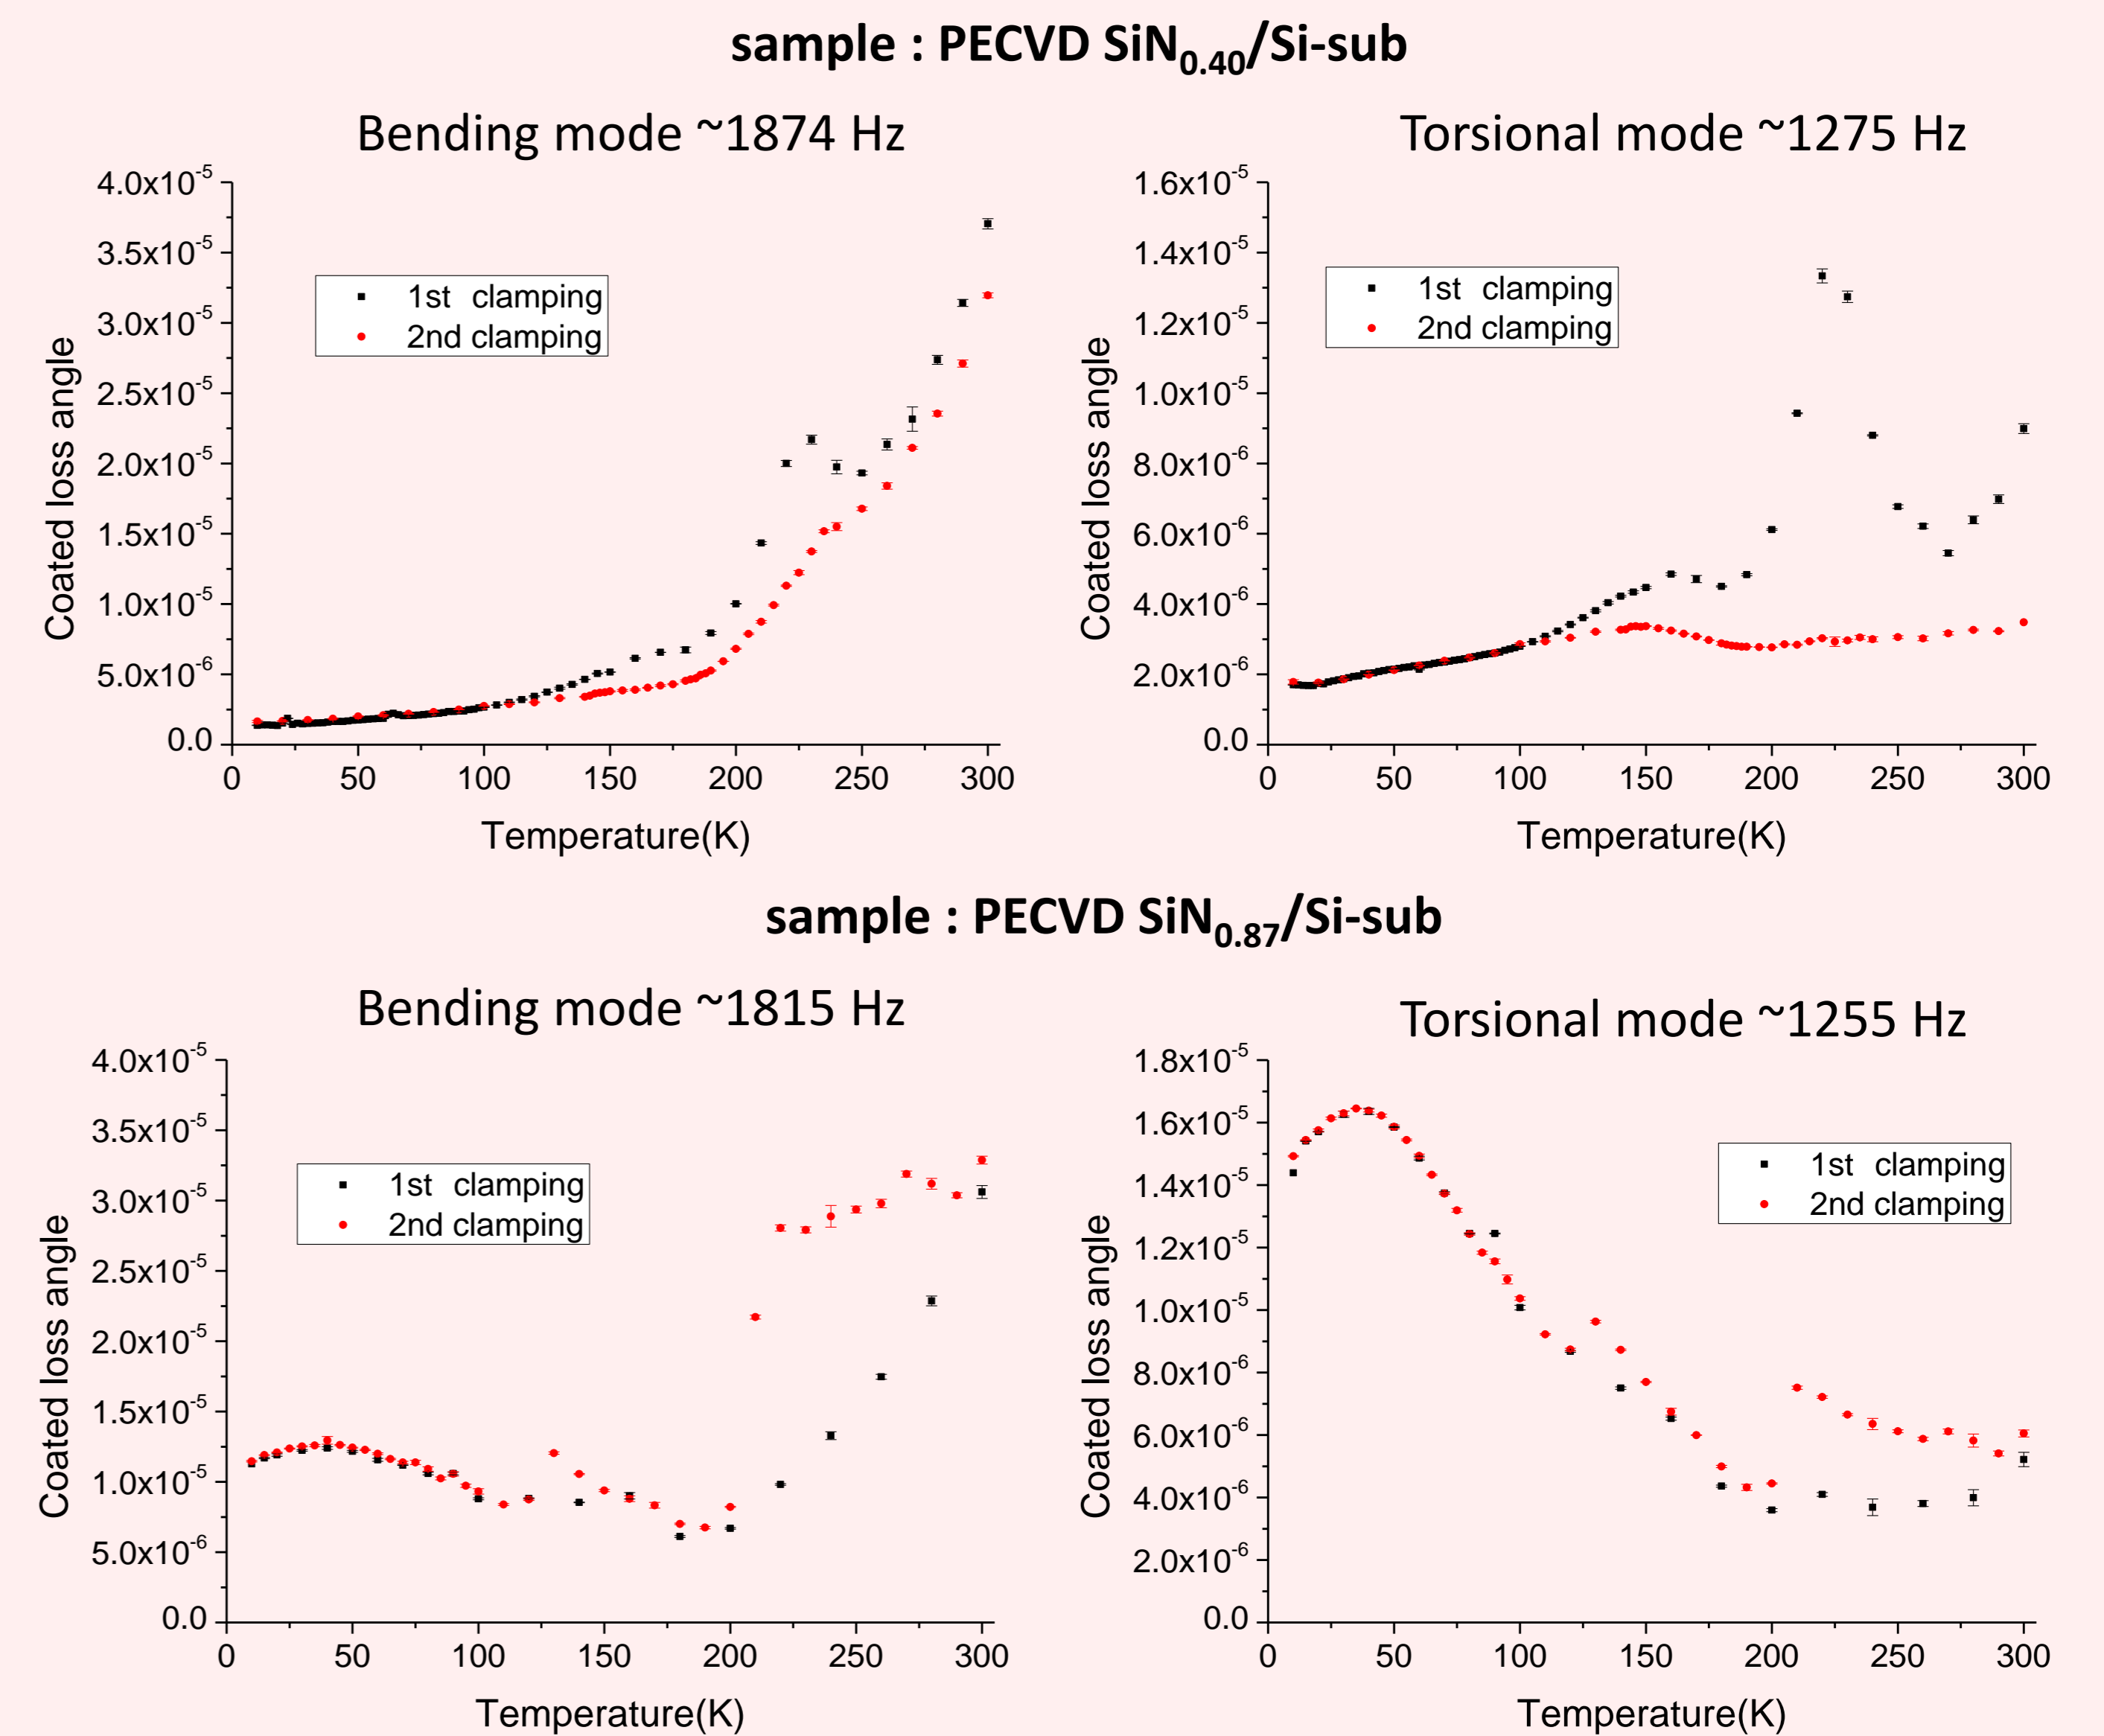 sample : PECVD SiN0.40/Si-sub
Bending mode ~1874 Hz
4.0x10-5
3.5x10-5
3.0x10-5
2.5x10-5
2.0x10-5
1.5x10-5
1.0x10-5
5.0x10-6
0.0
Coated loss angle
1st clamping
2nd clamping
0 50 100 150 200 250 300
Temperature(K)
Torsional mode ~1275 Hz
1.6x10-5
1.4x10-5
1.2x10-5
1.0x10-5
8.0x10-6
6.0x10-6
4.0x10-6
2.0x10-6
0.0
Coated loss angle
1st clamping
2nd clamping
0 50 100 150 200 250 300
Temperature(K)
sample : PECVD SiN0.87/Si-sub
Bending mode ~1815 Hz
4.0x10-5
3.5x10-5
3.0x10-5
2.5x10-5
2.0x10-5
1.5x10-5
1.0x10-5
5.0x10-6
0.0
Coated loss angle
1st clamping
2nd clamping
0 50 100 150 200 250 300
Temperature(K)
Torsional mode ~1255 Hz
1.8x10-5
1.6x10-5
1.4x10-5
1.2x10-5
1.0x10-5
8.0x10-6
6.0x10-6
4.0x10-6
2.0x10-6
0.0
Coated loss angle
1st clamping
2nd clamping
0 50 100 150 200 250 300
Temperature(K)